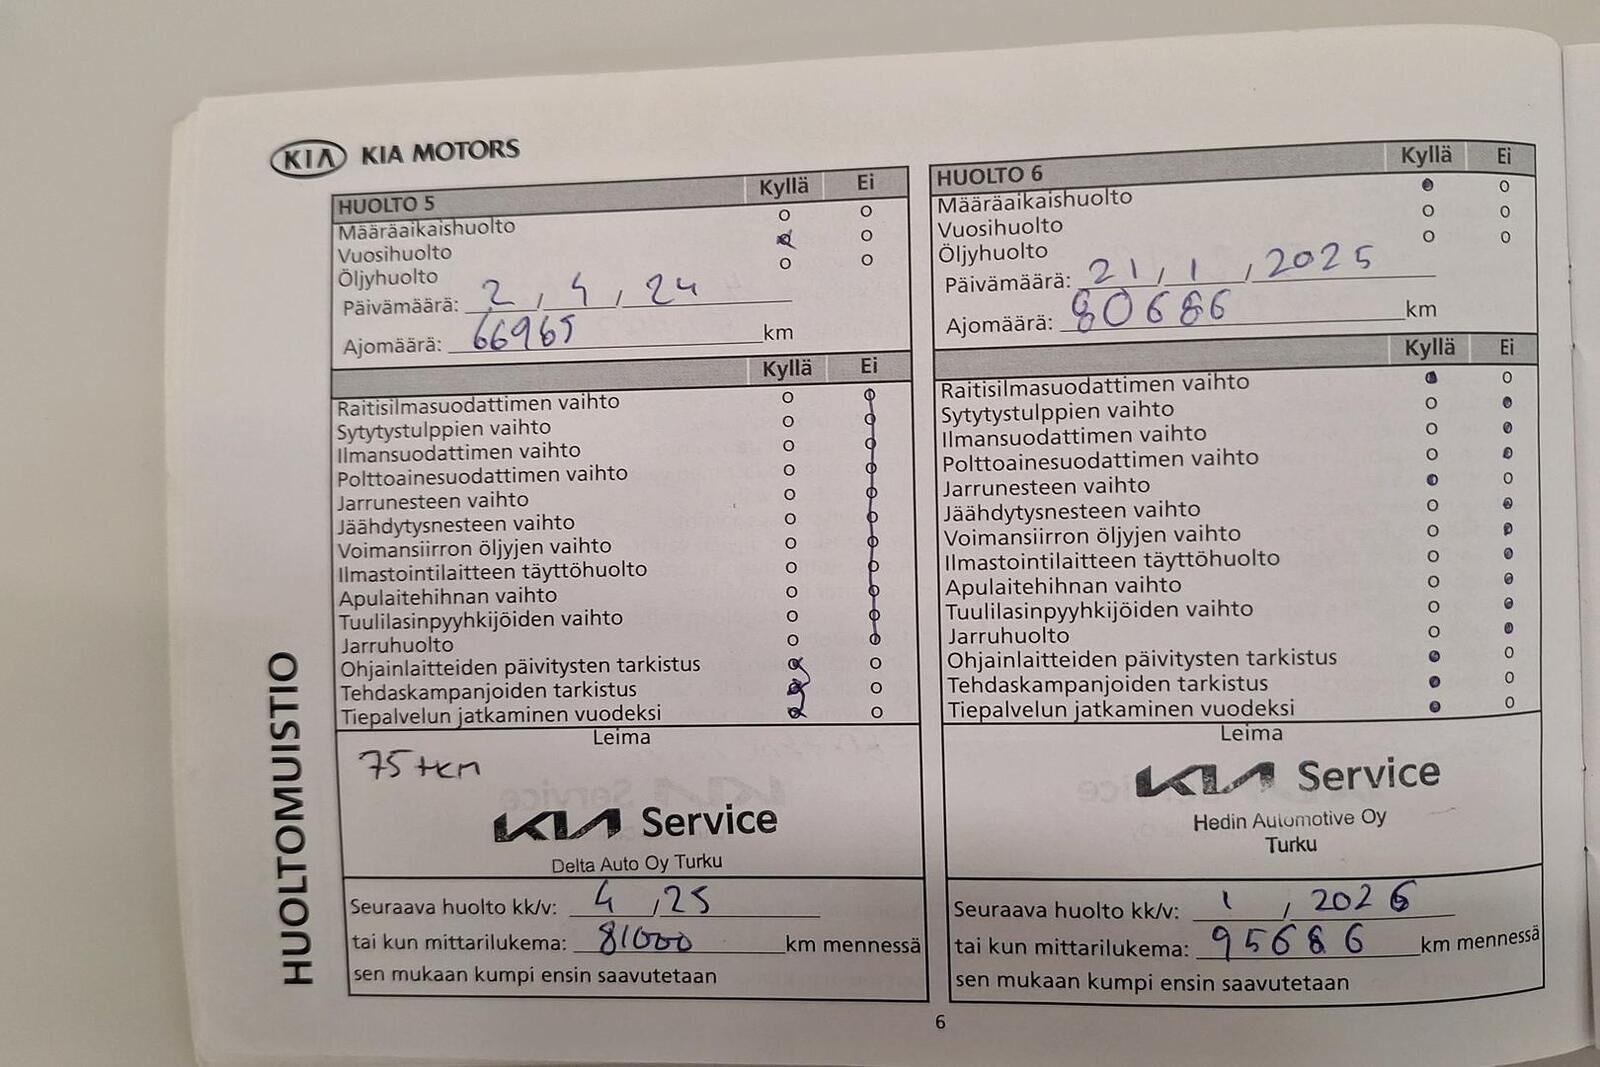 KIA KIA MOTORS
HUOLTOMUISTIO
HUOLTO 5 Kyllä Ei
Määräaikaishuolto o o
Vuosihuolto o
Öljyhuolto o o
Päivämäärä: 2, 4, 24
Ajomäärä: 66965 km
Kyllä Ei
Raitisilmasuodattimen vaihto o
Sytytystulppien vaihto o
Ilmansuodattimen vaihto o
Polttoainesuodattimen vaihto o
Jarrunesteen vaihto o
Jäähdytysnesteen vaihto o
Voimansiirron öljyjen vaihto o
Ilmastointilaitteen täyttöhuolto o
Apulaitehihnan vaihto o
Tuulilasinpyyhkijöiden vaihto o
Jarruhuolto o
Ohjainlaitteiden päivitysten tarkistus o
Tehdaskampanjoiden tarkistus o
Tiepalvelun jatkaminen vuodeksi o
Leima
75 tkm
KIA Service
Delta Auto Oy Turku
Seuraava huolto kk/v: 4, 25
tai kun mittarilukema: 81000 km mennessä
sen mukaan kumpi ensin saavutetaan
HUOLTO 6 Kyllä Ei
Määräaikaishuolto o
Vuosihuolto o o
Öljyhuolto o o
Päivämäärä: 21, 1, 2025
Ajomäärä: 80686 km
Kyllä Ei
Raitisilmasuodattimen vaihto o
Sytytystulppien vaihto o
Ilmansuodattimen vaihto o
Polttoainesuodattimen vaihto o
Jarrunesteen vaihto o
Jäähdytysnesteen vaihto o
Voimansiirron öljyjen vaihto o
Ilmastointilaitteen täyttöhuolto o
Apulaitehihnan vaihto o
Tuulilasinpyyhkijöiden vaihto o
Jarruhuolto o
Ohjainlaitteiden päivitysten tarkistus o
Tehdaskampanjoiden tarkistus o
Tiepalvelun jatkaminen vuodeksi o
Leima
KIA Service
Hedin Automotive Oy
Turku
Seuraava huolto kk/v: 1, 2026
tai kun mittarilukema: 95686 km mennessä
sen mukaan kumpi ensin saavutetaan
6